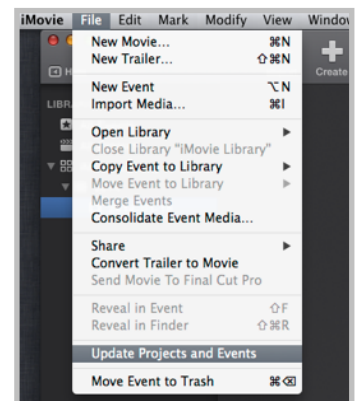 iMovie File Edit Mark Modify View Window
New Movie... ⌘N
New Trailer... ⇧⌘N
Create
New Event ⌥N
Import Media... ⌘I
LIBR
Open Library ▶
Close Library "iMovie Library"
Copy Event to Library ▶
Move Event to Library ▶
Merge Events
Consolidate Event Media...
Share ▶
Convert Trailer to Movie
Send Movie To Final Cut Pro
Reveal in Event ⇧F
Reveal in Finder ⇧⌘R
Update Projects and Events
Move Event to Trash ⌘⌫